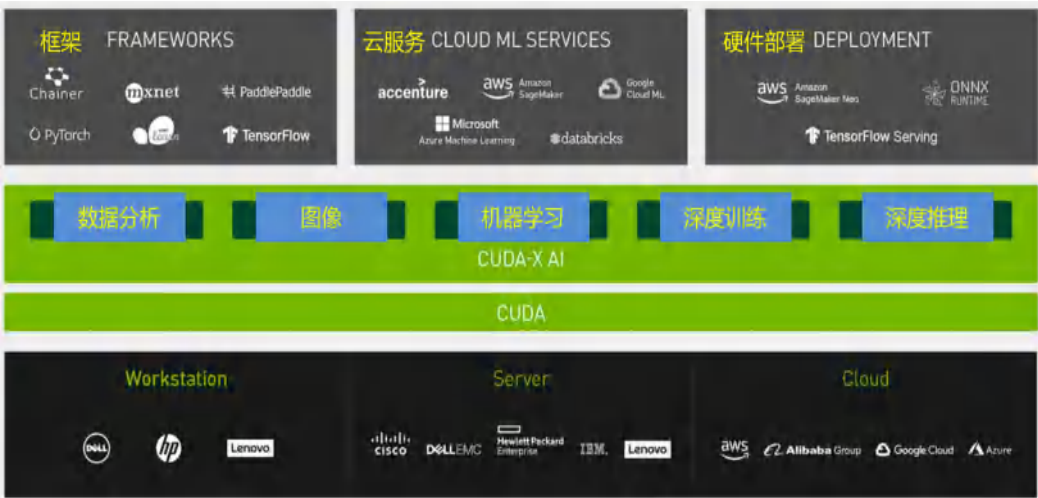 框架 FRAMEWORKS
Chainer
mxnet
PaddlePaddle
PyTorch
TensorFlow
云服务 CLOUD ML SERVICES
accenture
aws Amazon SageMaker
Google Cloud ML
Microsoft
Azure Machine Learning
databricks
硬件部署 DEPLOYMENT
aws Amazon SageMaker Neo
ONNX RUNTIME
TensorFlow Serving
数据分析
图像
机器学习
深度训练
深度推理
CUDA-X AI
CUDA
Workstation
DELL
hp
Lenovo
Server
CISCO
DELLEMC
Hewlett Packard Enterprise
IBM.
Lenovo
Cloud
aws
Alibaba Group
Google Cloud
Azure